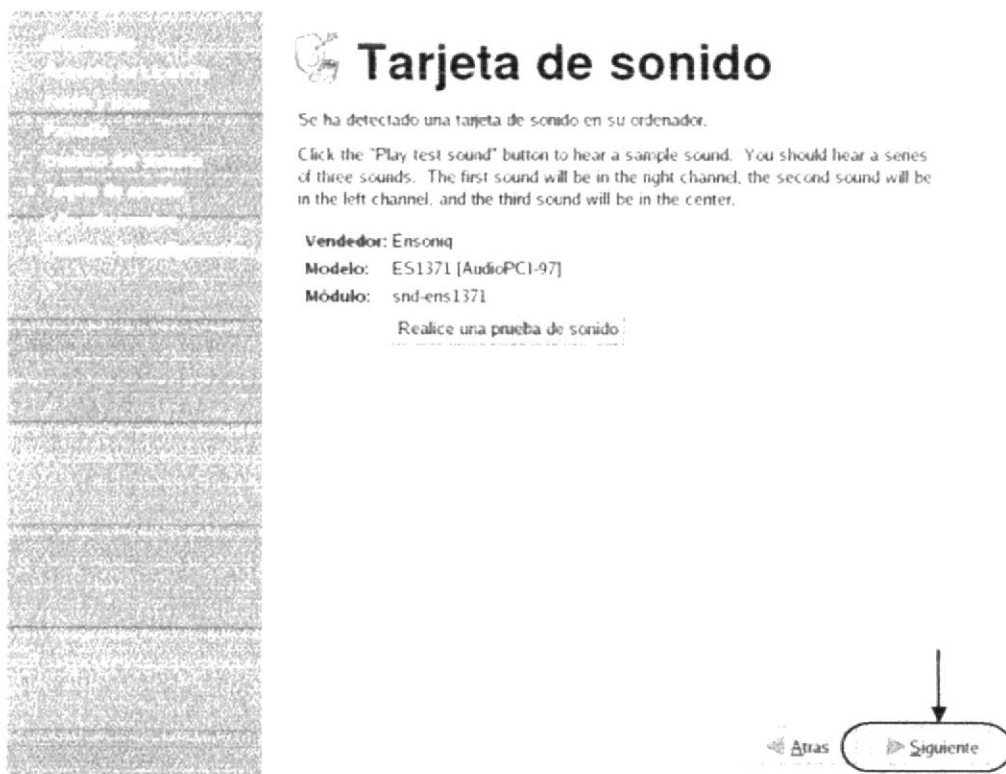 Tarjeta de sonido
Se ha detectado una tarjeta de sonido en su ordenador.
Click the "Play test sound" button to hear a sample sound. You should hear a series
of three sounds. The first sound will be in the right channel, the second sound will be
in the left channel, and the third sound will be in the center.
Vendedor: Ensoniq
Modelo: ES1371 [AudioPCI-97]
Módulo: snd-ens1371
Realice una prueba de sonido
Atras Siguiente